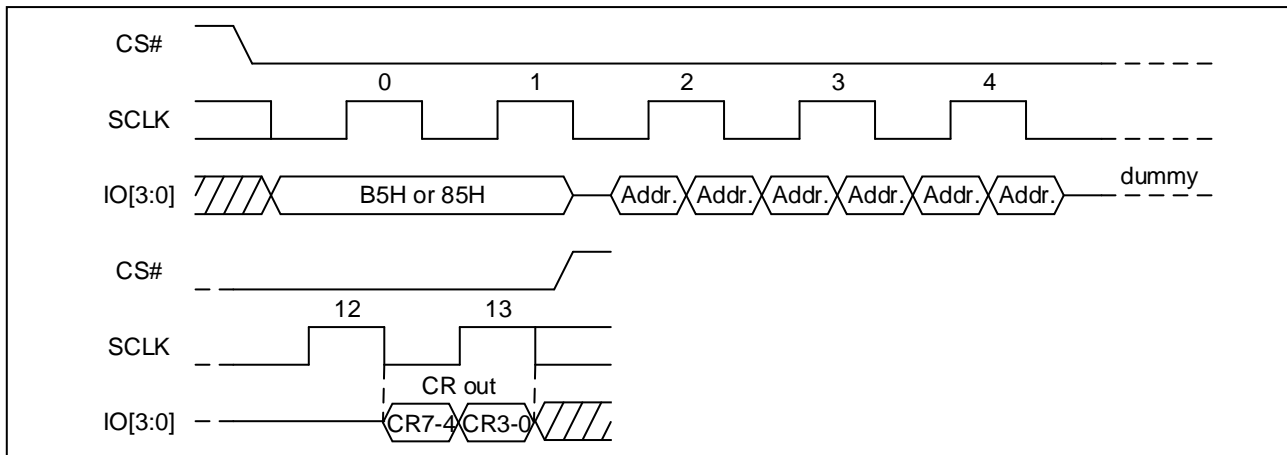 CS#
0 1 2 3 4
SCLK
dummy
IO[3:0] B5H or 85H Addr. Addr. Addr. Addr. Addr. Addr.
CS#
12 13
SCLK
CR out
IO[3:0] CR7-4 CR3-0